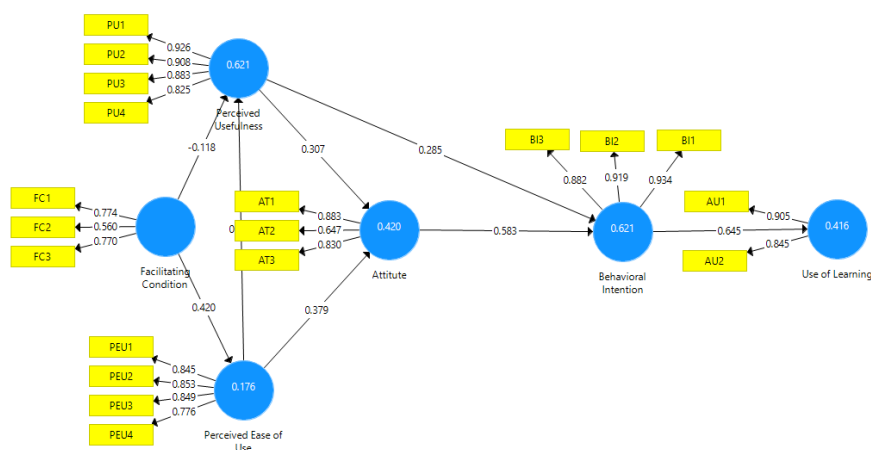 PU1
PU2
PU3
PU4
0.926
0.908
0.883
0.825
0.621
Perceived
Usefulness
-0.118
0.307
0.285
FC1
FC2
FC3
0.774
0.560
0.770
Facilitating
Condition
0.420
0
AT1
AT2
AT3
0.883
0.647
0.830
0.420
Attitute
0.379
0.583
BI3
BI2
BI1
0.882
0.919
0.934
0.621
Behavioral
Intention
0.645
AU1
AU2
0.905
0.845
0.416
Use of Learning
PEU1
PEU2
PEU3
PEU4
0.845
0.853
0.849
0.776
0.176
Perceived Ease of
Use